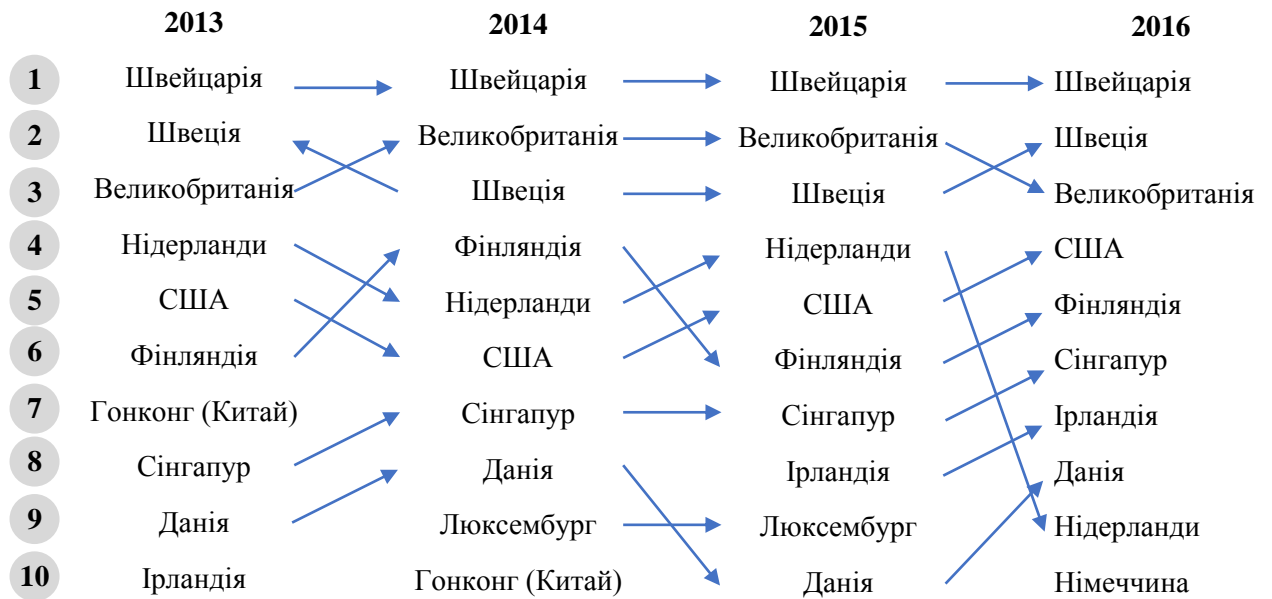 2013 2014 2015 2016
1 Швейцарія Швейцарія Швейцарія Швейцарія
2 Швеція Великобританія Великобританія Швеція
3 Великобританія Швеція Швеція Великобританія
4 Нідерланди Фінляндія Нідерланди США
5 США Нідерланди США Фінляндія
6 Фінляндія США Фінляндія Сінгапур
7 Гонконг (Китай) Сінгапур Сінгапур Ірландія
8 Сінгапур Данія Ірландія Данія
9 Данія Люксембург Люксембург Нідерланди
10 Ірландія Гонконг (Китай) Данія Німеччина